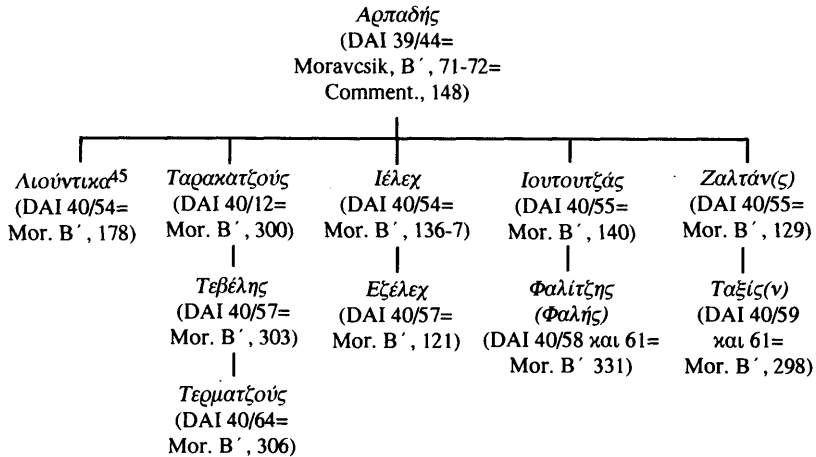 Αρπαδής
(DAI 39/44=
Moravcsik, Β΄, 71-72=
Comment., 148)
Λιούντικα45 Ταρακατζούς Ιέλεχ Ιουτουτζάς Ζαλτάν(ς)
(DAI 40/54= (DAI 40/12= (DAI 40/54= (DAI 40/55= (DAI 40/55=
Mor. Β΄, 178) Mor. Β΄, 300) Mor. Β΄, 136-7) Mor. Β΄, 140) Mor. Β΄, 129)
Τεβέλης Εζέλεχ Φαλίτζης Ταξίς(ν)
(DAI 40/57= (DAI 40/57= (Φαλής) (DAI 40/59
Mor. Β΄, 303) Mor. Β΄, 121) (DAI 40/58 και 61= και 61=
Τερματζούς Mor. Β΄ 331) Mor. Β΄, 298)
(DAI 40/64=
Mor. Β΄, 306)